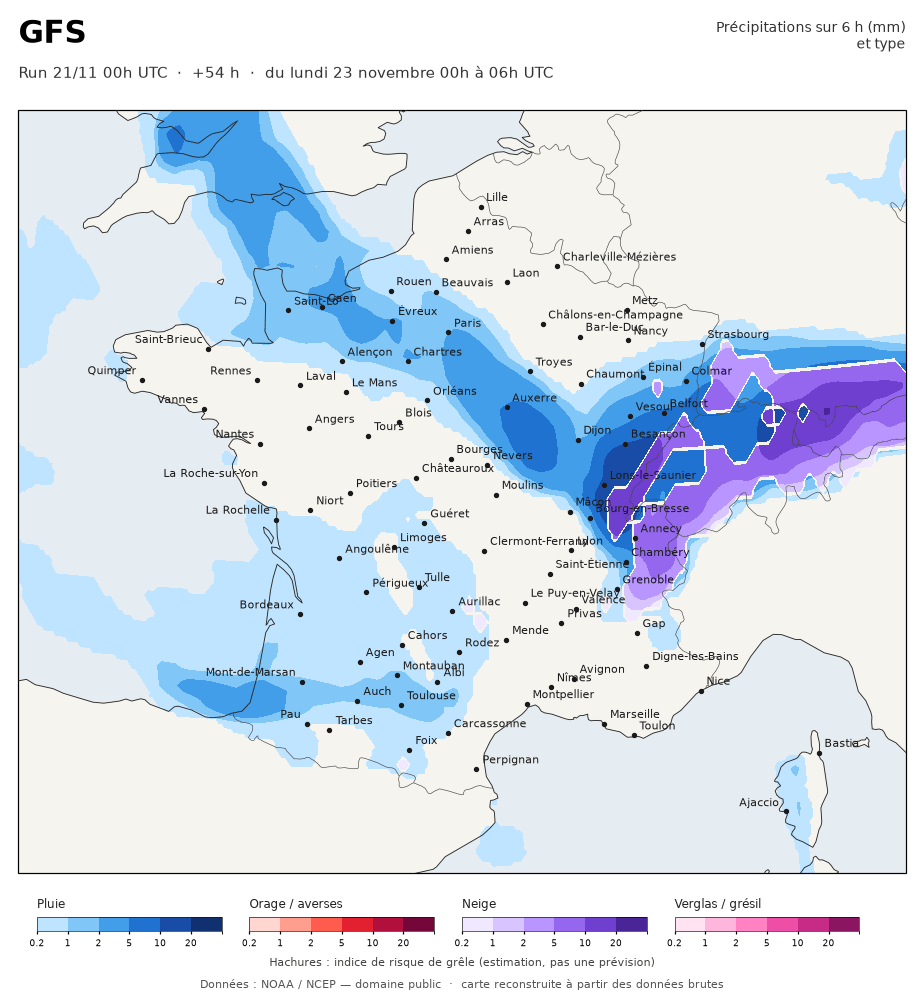 GFS
Précipitations sur 6 h (mm)
et type
Run 21/11 00h UTC · +54 h · du lundi 23 novembre 00h à 06h UTC
Lille
Arras
Amiens
Charleville-Mézières
Laon
Rouen
Beauvais
Saint-Lô
Caen
Évreux
Metz
Châlons-en-Champagne
Bar-le-Duc
Nancy
Paris
Strasbourg
Saint-Brieuc
Alençon
Chartres
Troyes
Quimper
Rennes
Laval
Le Mans
Chaumont
Épinal
Colmar
Vannes
Orléans
Auxerre
Blois
Vesoul
Belfort
Angers
Tours
Dijon
Besançon
Nantes
Bourges
Nevers
La Roche-sur-Yon
Châteauroux
Lons-le-Saunier
Poitiers
Moulins
Niort
Mâcon
Bourg-en-Bresse
La Rochelle
Guéret
Annecy
Limoges
Clermont-Ferrand
Lyon
Angoulême
Chambéry
Saint-Étienne
Périgueux
Tulle
Grenoble
Le Puy-en-Velay
Valence
Bordeaux
Aurillac
Privas
Cahors
Mende
Gap
Rodez
Agen
Digne-les-Bains
Mont-de-Marsan
Montauban
Albi
Avignon
Nîmes
Nice
Auch
Toulouse
Montpellier
Pau
Tarbes
Marseille
Carcassonne
Toulon
Foix
Bastia
Perpignan
Ajaccio
Pluie
Orage / averses
Neige
Verglas / grésil
0.2 1 2 5 10 20
0.2 1 2 5 10 20
0.2 1 2 5 10 20
0.2 1 2 5 10 20
Hachures : indice de risque de grêle (estimation, pas une prévision)
Données : NOAA / NCEP — domaine public · carte reconstruite à partir des données brutes